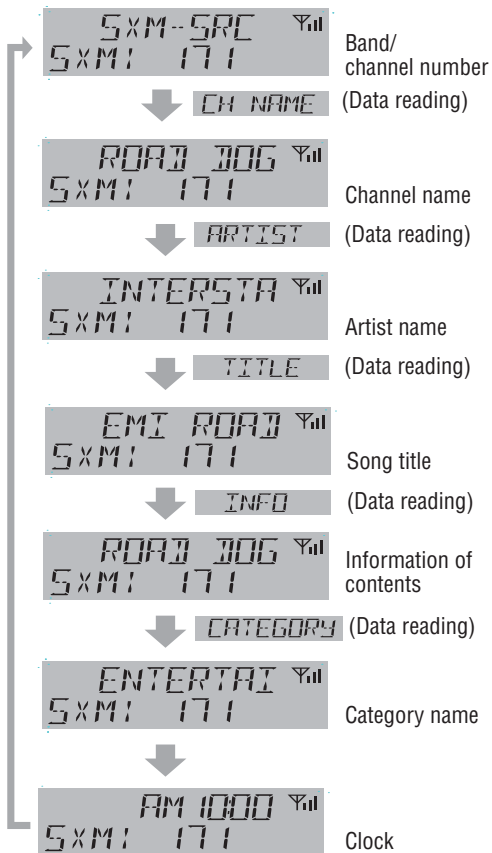 SXM-SRC
SXM1 171
Band/
channel number
CH NAME (Data reading)
ROAD DOG
SXM1 171
Channel name
ARTIST (Data reading)
INTERSTA
SXM1 171
Artist name
TITLE (Data reading)
EMI ROAD
SXM1 171
Song title
INFO (Data reading)
ROAD DOG
SXM1 171
Information of
contents
CATEGORY (Data reading)
ENTERTAI
SXM1 171
Category name
AM 10:00
SXM1 171
Clock